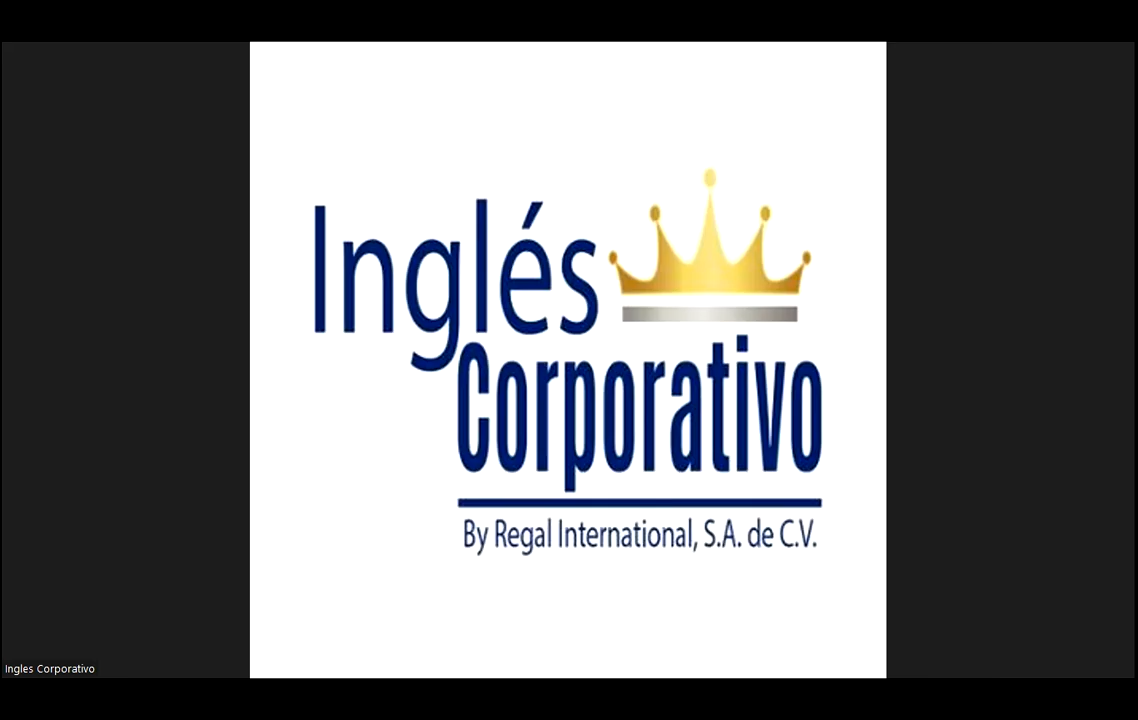 Inglés
Corporativo
By Regal International, S.A. de C.V.
Ingles Corporativo